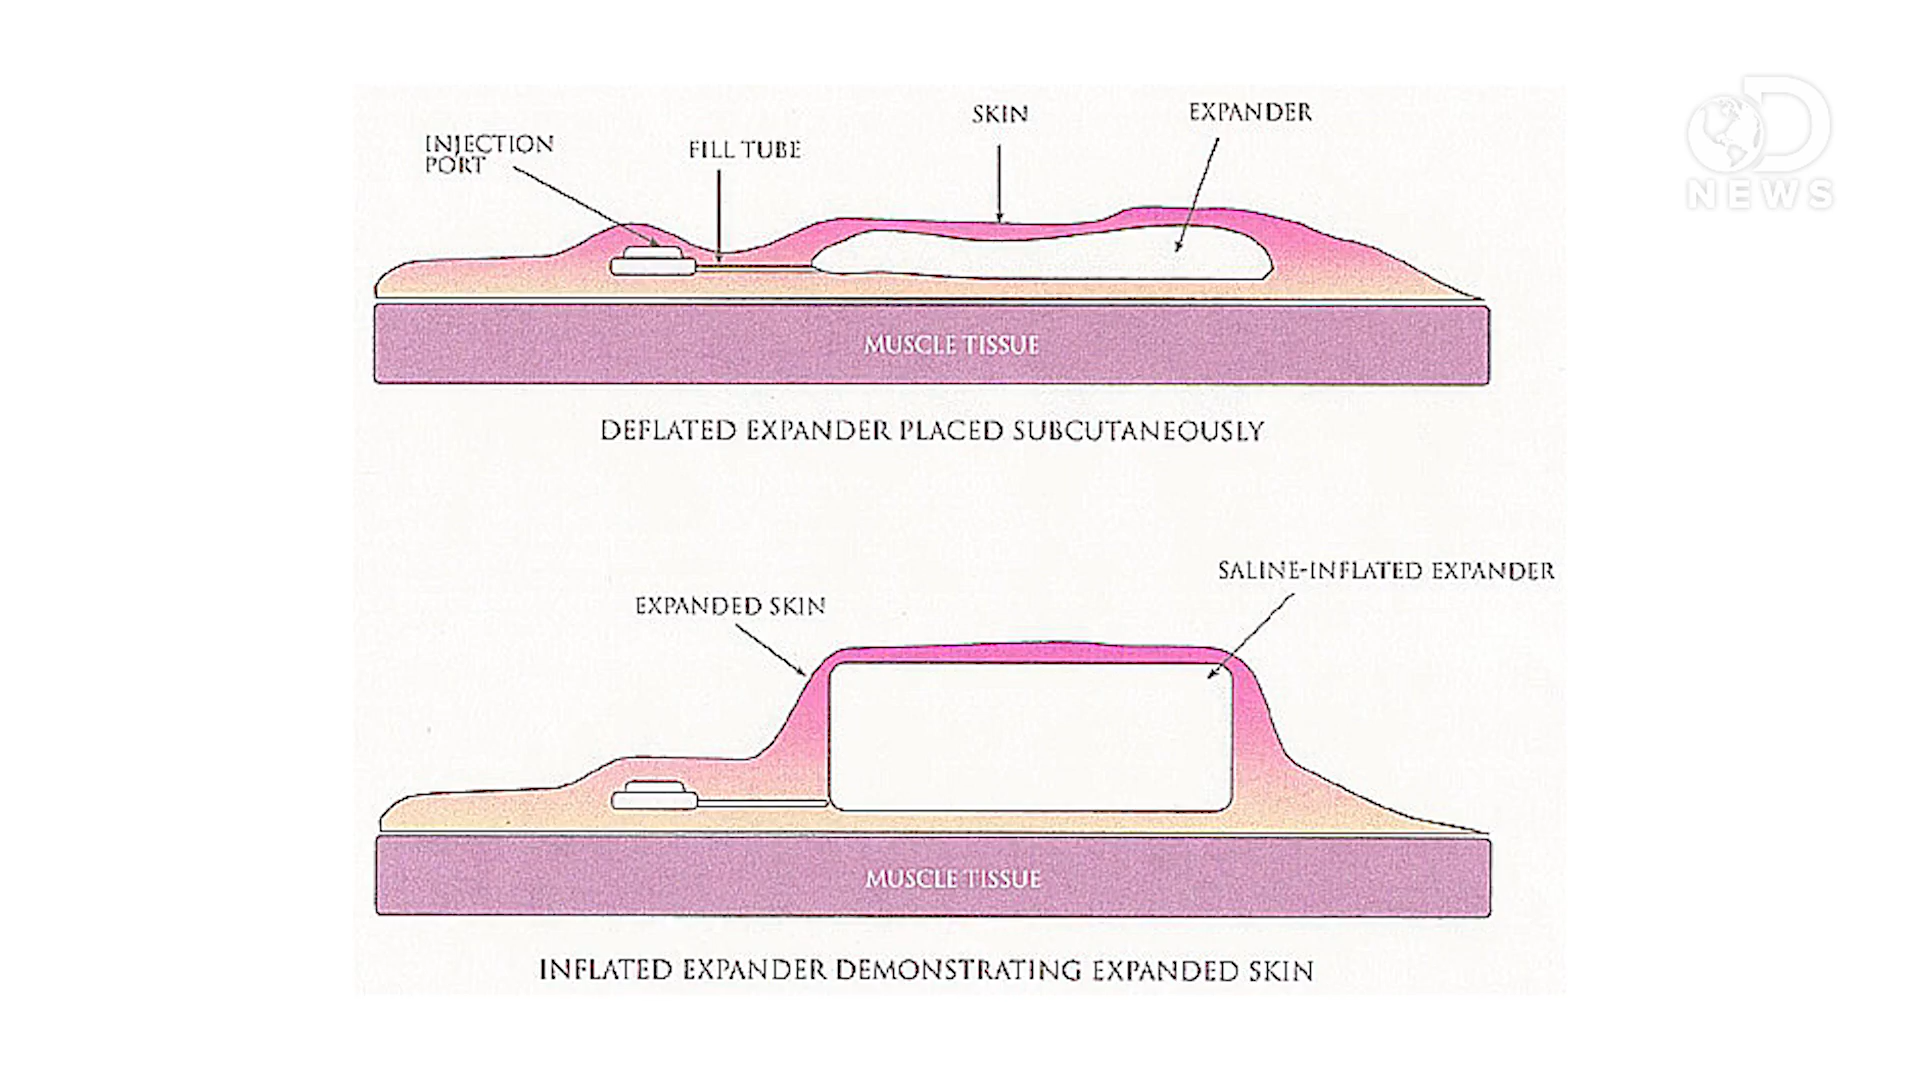 SKIN
EXPANDER
INJECTION
PORT
FILL TUBE
D
NEWS
MUSCLE TISSUE
DEFLATED EXPANDER PLACED SUBCUTANEOUSLY
SALINE-INFLATED EXPANDER
EXPANDED SKIN
MUSCLE TISSUE
INFLATED EXPANDER DEMONSTRATING EXPANDED SKIN